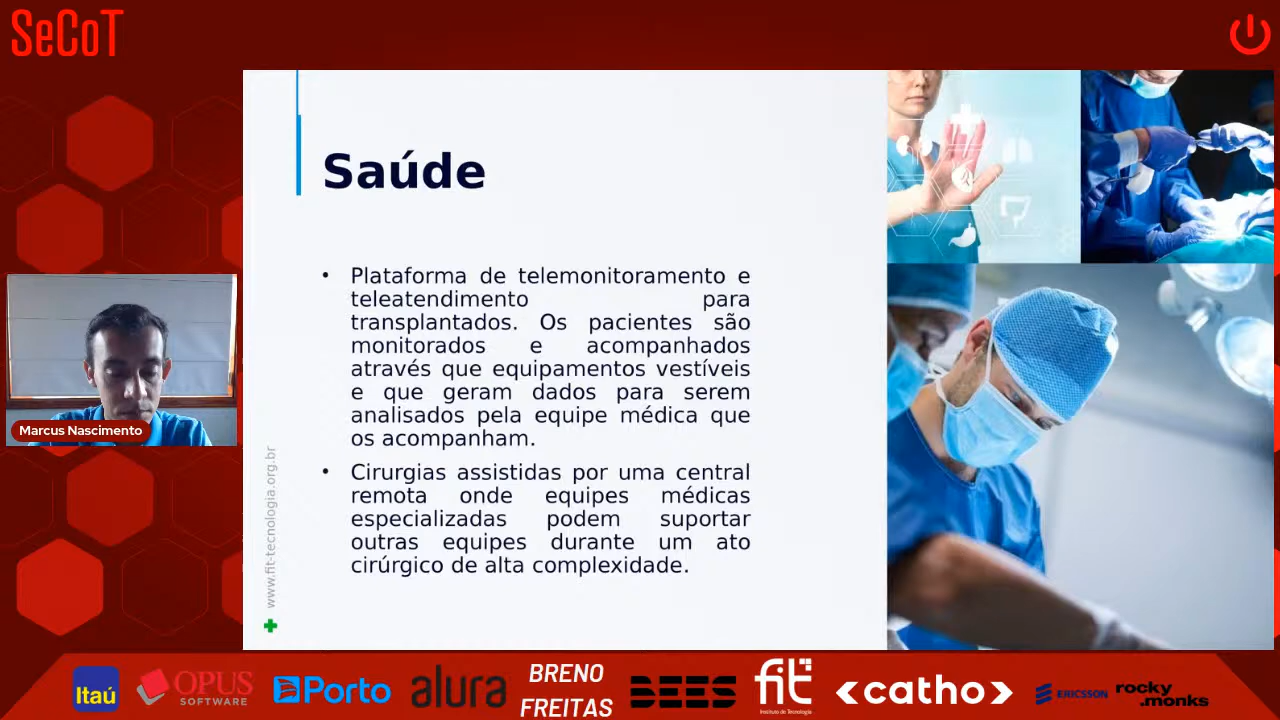 SeCoT
Saúde
• Plataforma de telemonitoramento e
teleatendimento para
transplantados. Os pacientes são
monitorados e acompanhados
através que equipamentos vestíveis
e que geram dados para serem
analisados pela equipe médica que
os acompanham.
• Cirurgias assistidas por uma central
remota onde equipes médicas
especializadas podem suportar
outras equipes durante um ato
cirúrgico de alta complexidade.
www.fit-tecnologia.org.br
Marcus Nascimento
Itaú
OPUS
SOFTWARE
Porto
alura
BRENO
FREITAS
BEES
fit
Instituto de Tecnologia
catho
ERICSSON
rocky
.monks